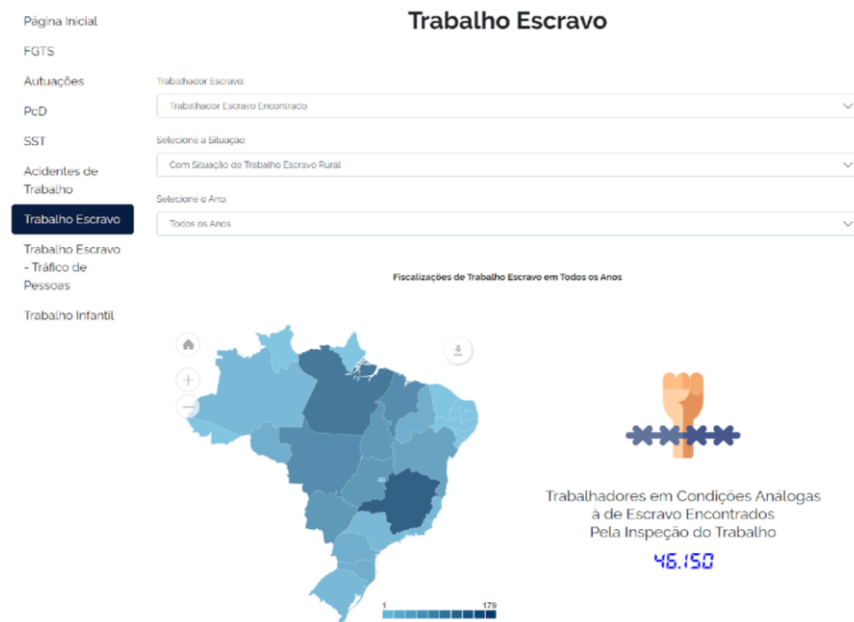 Página Inicial
FGTS
Autuações
PcD
SST
Acidentes de
Trabalho
Trabalho Escravo
Trabalho Escravo
- Tráfico de
Pessoas
Trabalho Infantil
Trabalho Escravo
Trabalhador Escravo:
Trabalhador Escravo Encontrado
Selecione a Situação:
Com Situação de Trabalho Escravo Rural
Selecione o Ano:
Todos os Anos
Fiscalizações de Trabalho Escravo em Todos os Anos
1
179
Trabalhadores em Condições Análogas
à de Escravo Encontrados
Pela Inspeção do Trabalho
46.150